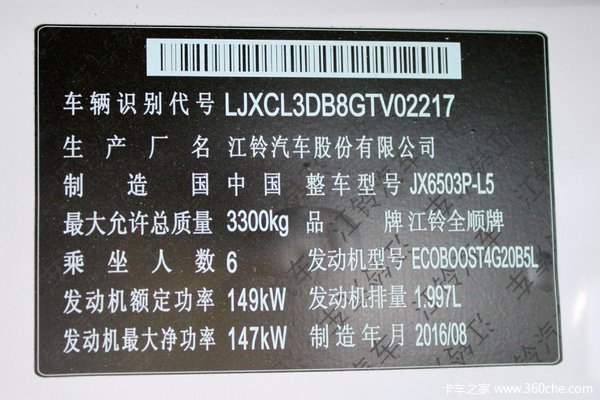 车辆识别代号 LJXCL3DB8GTV02217
生产厂名 江铃汽车股份有限公司
制造国 中国 整车型号 JX6503P-L5
最大允许总质量 3300kg 品牌 江铃全顺牌
乘坐人数 6 发动机型号 ECOBOOST4G20B5L
发动机额定功率 149kW 发动机排量 1.997L
发动机最大净功率 147kW 制造年月 2016/08
卡车之家 www.360che.com